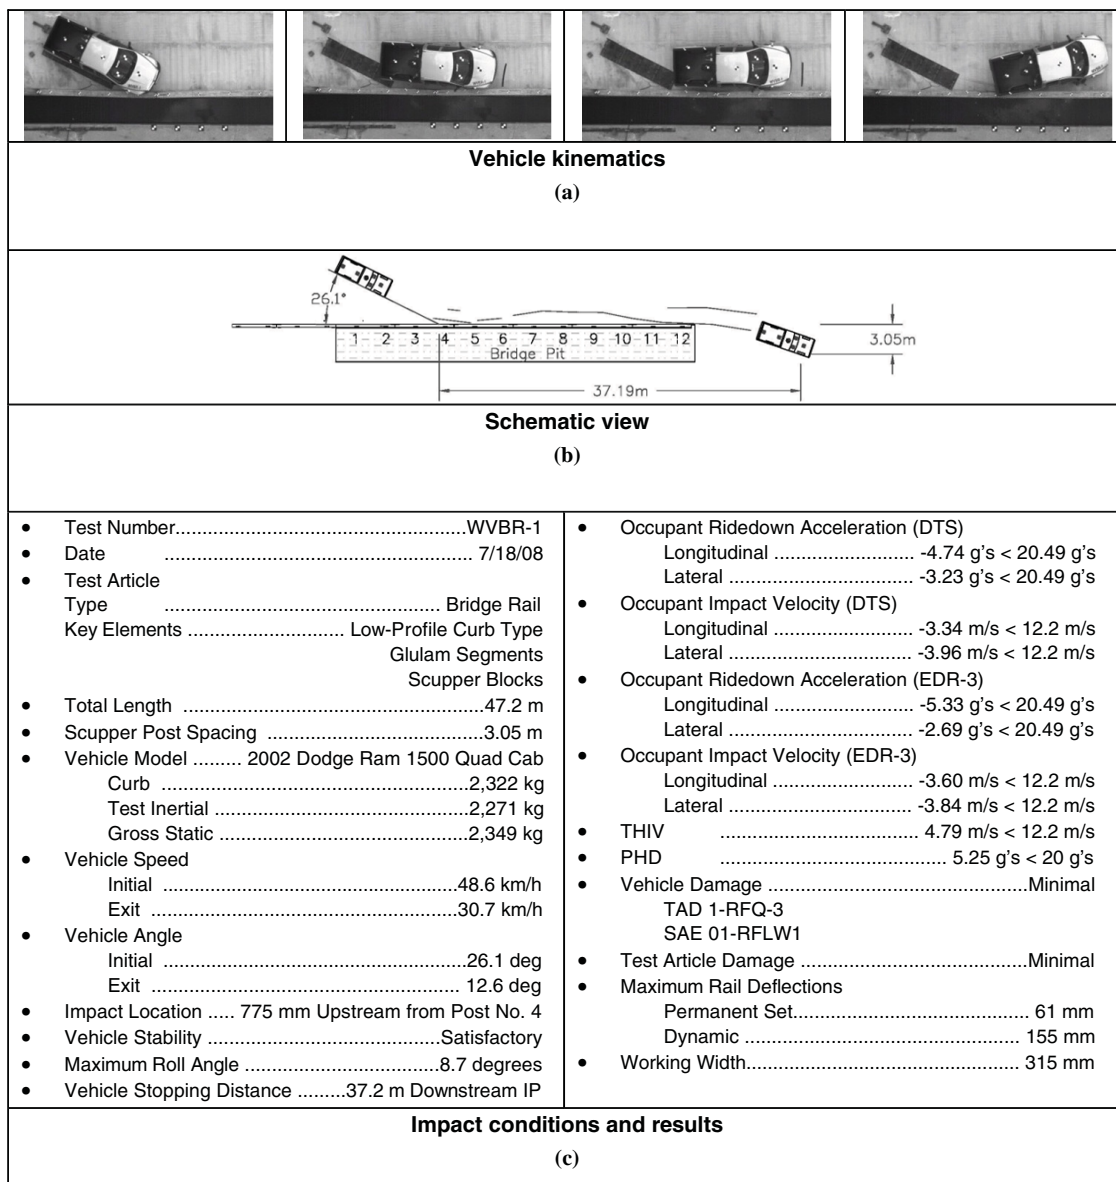 Vehicle kinematics
(a)
26.1°
1 2 3 4 5 6 7 8 9 10 11 12
Bridge Pit
3.05m
37.19m
Schematic view
(b)
• Test Number......................................................WVBR-1
• Date ......................................................... 7/18/08
• Test Article
Type ................................................... Bridge Rail
Key Elements ............................. Low-Profile Curb Type
Glulam Segments
Scupper Blocks
• Total Length ........................................................47.2 m
• Scupper Post Spacing ........................................3.05 m
• Vehicle Model ......... 2002 Dodge Ram 1500 Quad Cab
Curb .........................................................2,322 kg
Test Inertial ..............................................2,271 kg
Gross Static ..............................................2,349 kg
• Vehicle Speed
Initial ......................................................48.6 km/h
Exit .........................................................30.7 km/h
• Vehicle Angle
Initial ........................................................26.1 deg
Exit ......................................................... 12.6 deg
• Impact Location ..... 775 mm Upstream from Post No. 4
• Vehicle Stability ............................................Satisfactory
• Maximum Roll Angle .......................................8.7 degrees
• Vehicle Stopping Distance .........37.2 m Downstream IP
• Occupant Ridedown Acceleration (DTS)
Longitudinal .......................... -4.74 g's < 20.49 g's
Lateral .................................. -3.23 g's < 20.49 g's
• Occupant Impact Velocity (DTS)
Longitudinal .......................... -3.34 m/s < 12.2 m/s
Lateral .................................. -3.96 m/s < 12.2 m/s
• Occupant Ridedown Acceleration (EDR-3)
Longitudinal .......................... -5.33 g's < 20.49 g's
Lateral .................................. -2.69 g's < 20.49 g's
• Occupant Impact Velocity (EDR-3)
Longitudinal .......................... -3.60 m/s < 12.2 m/s
Lateral .................................. -3.84 m/s < 12.2 m/s
• THIV ..................................... 4.79 m/s < 12.2 m/s
• PHD .......................................... 5.25 g's < 20 g's
• Vehicle Damage ................................................Minimal
TAD 1-RFQ-3
SAE 01-RFLW1
• Test Article Damage ..........................................Minimal
• Maximum Rail Deflections
Permanent Set............................................ 61 mm
Dynamic ................................................... 155 mm
• Working Width................................................... 315 mm
Impact conditions and results
(c)